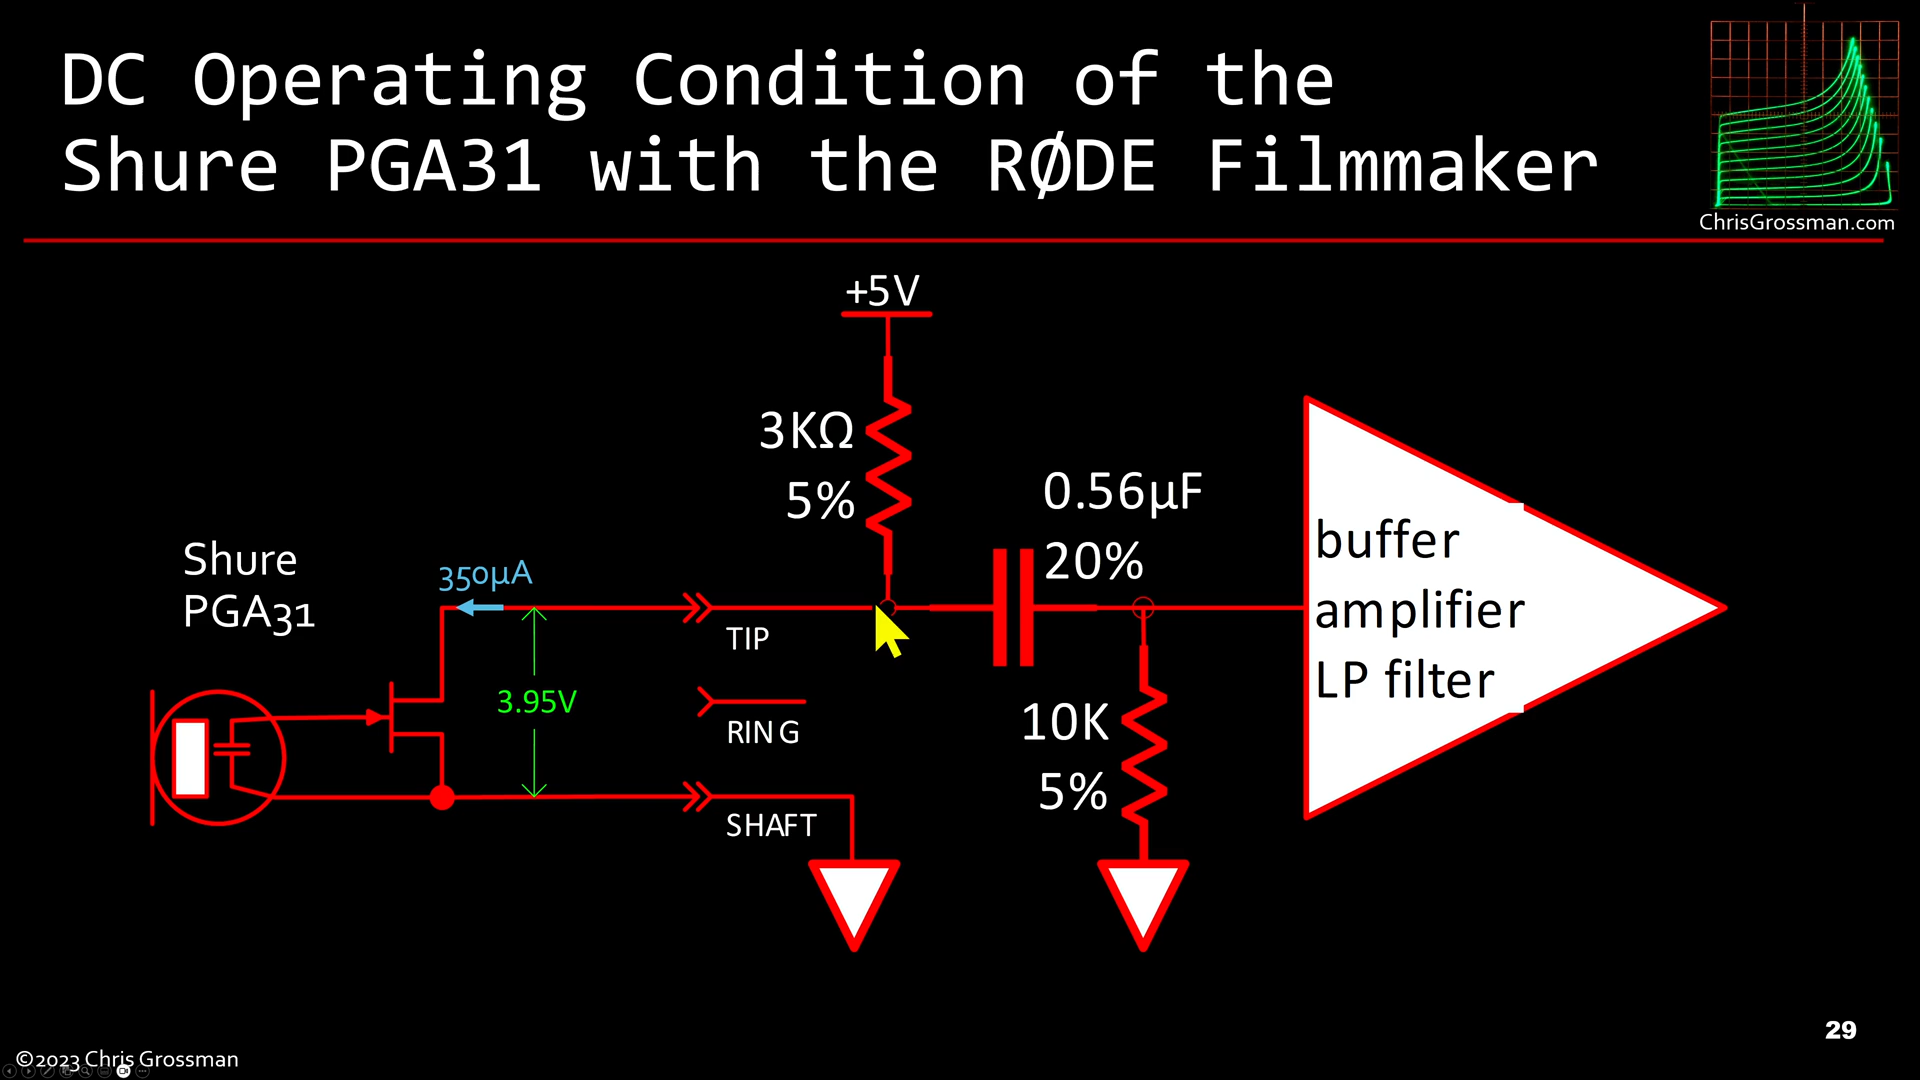 DC Operating Condition of the
Shure PGA31 with the RØDE Filmmaker
ChrisGrossman.com
+5V
3KΩ
5%
0.56µF
20%
Shure
PGA31
350µA
TIP
3.95V
RING
SHAFT
10K
5%
buffer
amplifier
LP filter
29
©2023 Chris Grossman